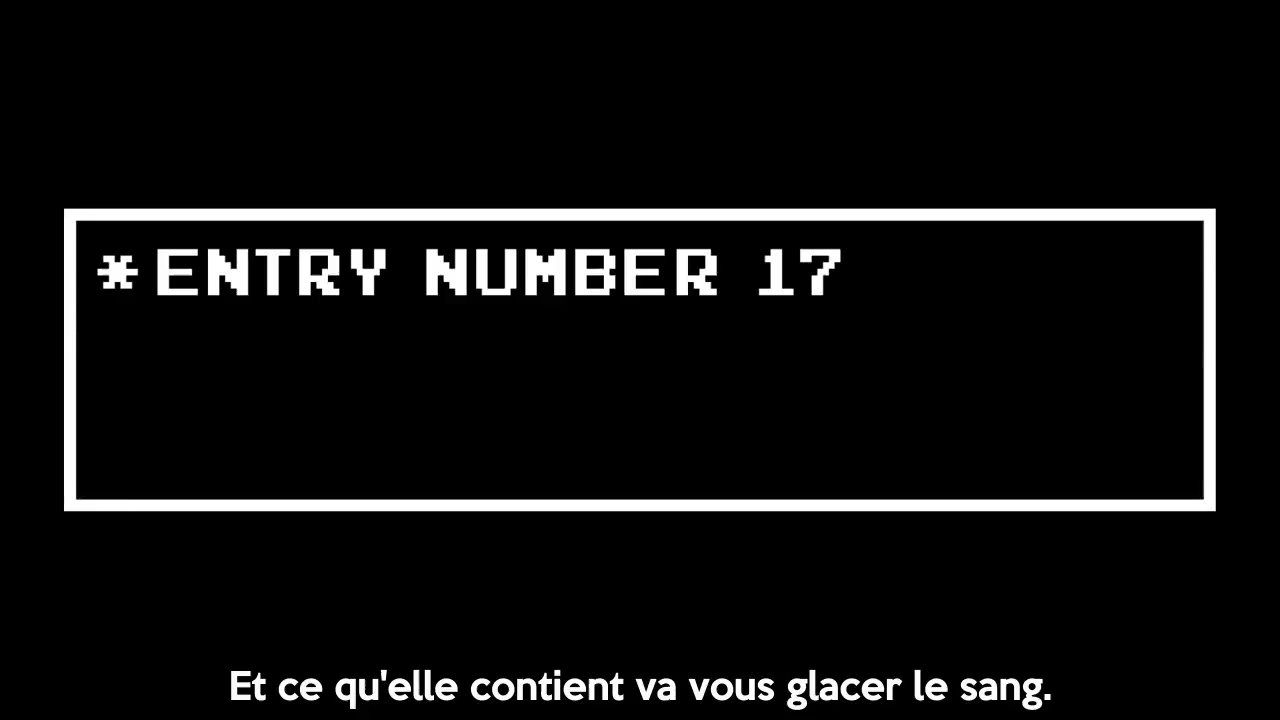 * ENTRY NUMBER 17
Et ce qu'elle contient va vous glacer le sang.